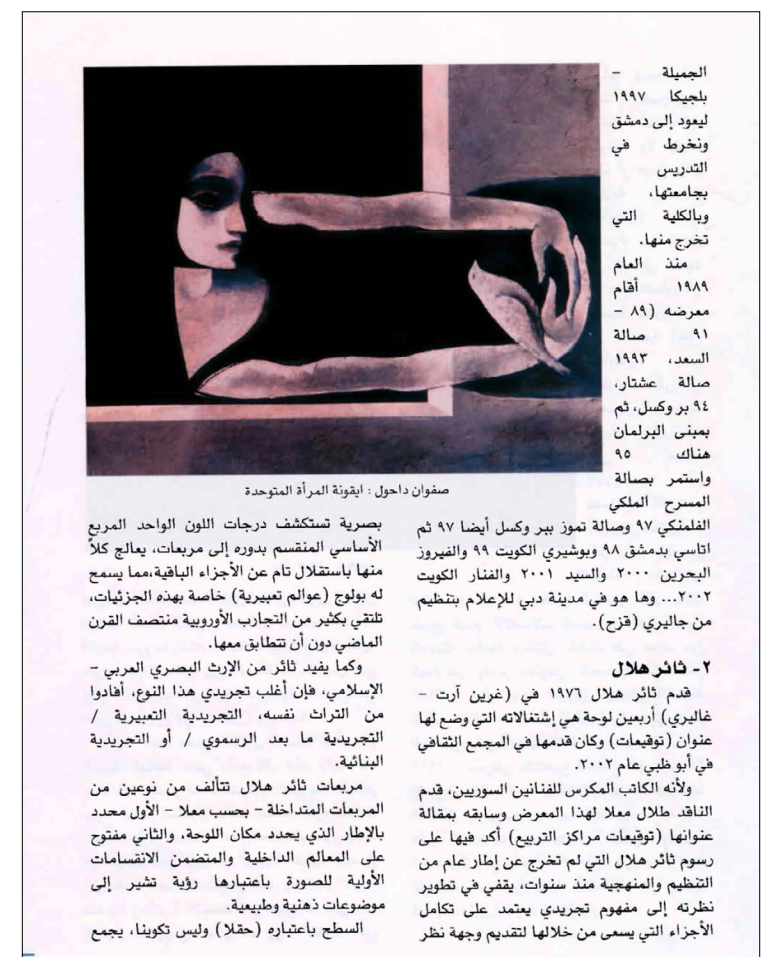 الجميلة –
بلجيكا ١٩٩٧
ليعود إلى دمشق
ونخرط في
التدريس
بجامعتها،
وبالكلية التي
تخرج منها.
منذ العام
١٩٨٩ أقام
معرضه (٨٩ –
٩١ صالة
السعد، ١٩٩٣
صالة عشتار،
٩٤ بر وكسل، ثم
بمبنى البرلمان
هناك ٩٥
واستمر بصالة
المسرح الملكي
الفلمنكي ٩٧ وصالة تموز ببر وكسل أيضا ٩٧ ثم
اتاسي بدمشق ٩٨ وبوشيري الكويت ٩٩ والفيروز
البحرين ٢٠٠٠ والسيد ٢٠٠١ والفنار الكويت
٢٠٠٢... وها هو في مدينة دبي للإعلام بتنظيم
من جاليري (قزح).
٢- ثائر هلال
قدم ثائر هلال ١٩٧٦ في (غرين آرت –
غاليري) أربعين لوحة هي إشتغالاته التي وضع لها
عنوان (توقيعات) وكان قدمها في المجمع الثقافي
في أبو ظبي عام ٢٠٠٢.
ولأنه الكاتب المكرس للفنانين السوريين، قدم
الناقد طلال معلا لهذا المعرض وسابقه بمقالة
عنوانها (توقيعات مراكز التربيع) أكد فيها على
رسوم ثائر هلال التي لم تخرج عن إطار عام من
التنظيم والمنهجية منذ سنوات، يقفي في تطوير
نظرته إلى مفهوم تجريدي يعتمد على تكامل
الأجزاء التي يسعى من خلالها لتقديم وجهة نظر
صفوان داحول : ايقونة المرأة المتوحدة
بصرية تستكشف درجات اللون الواحد المربع
الأساسي المنقسم بدوره إلى مربعات، يعالج كلاً
منها باستقلال تام عن الأجزاء الباقية،مما يسمح
له بولوج (عوالم تعبيرية) خاصة بهذه الجزئيات،
تلتقي بكثير من التجارب الأوروبية منتصف القرن
الماضي دون أن تتطابق معها.
وكما يفيد ثائر من الإرث البصري العربي –
الإسلامي، فإن أغلب تجريدي هذا النوع، أفادوا
من التراث نفسه، التجريدية التعبيرية /
التجريدية ما بعد الرسموي / أو التجريدية
البنائية.
مربعات ثائر هلال تتألف من نوعين من
المربعات المتداخلة – بحسب معلا – الأول محدد
بالإطار الذي يحدد مكان اللوحة، والثاني مفتوح
على المعالم الداخلية والمتضمن الانقسامات
الأولية للصورة باعتبارها رؤية تشير إلى
موضوعات ذهنية وطبيعية.
السطح باعتباره (حقلا) وليس تكوينا، يجمع